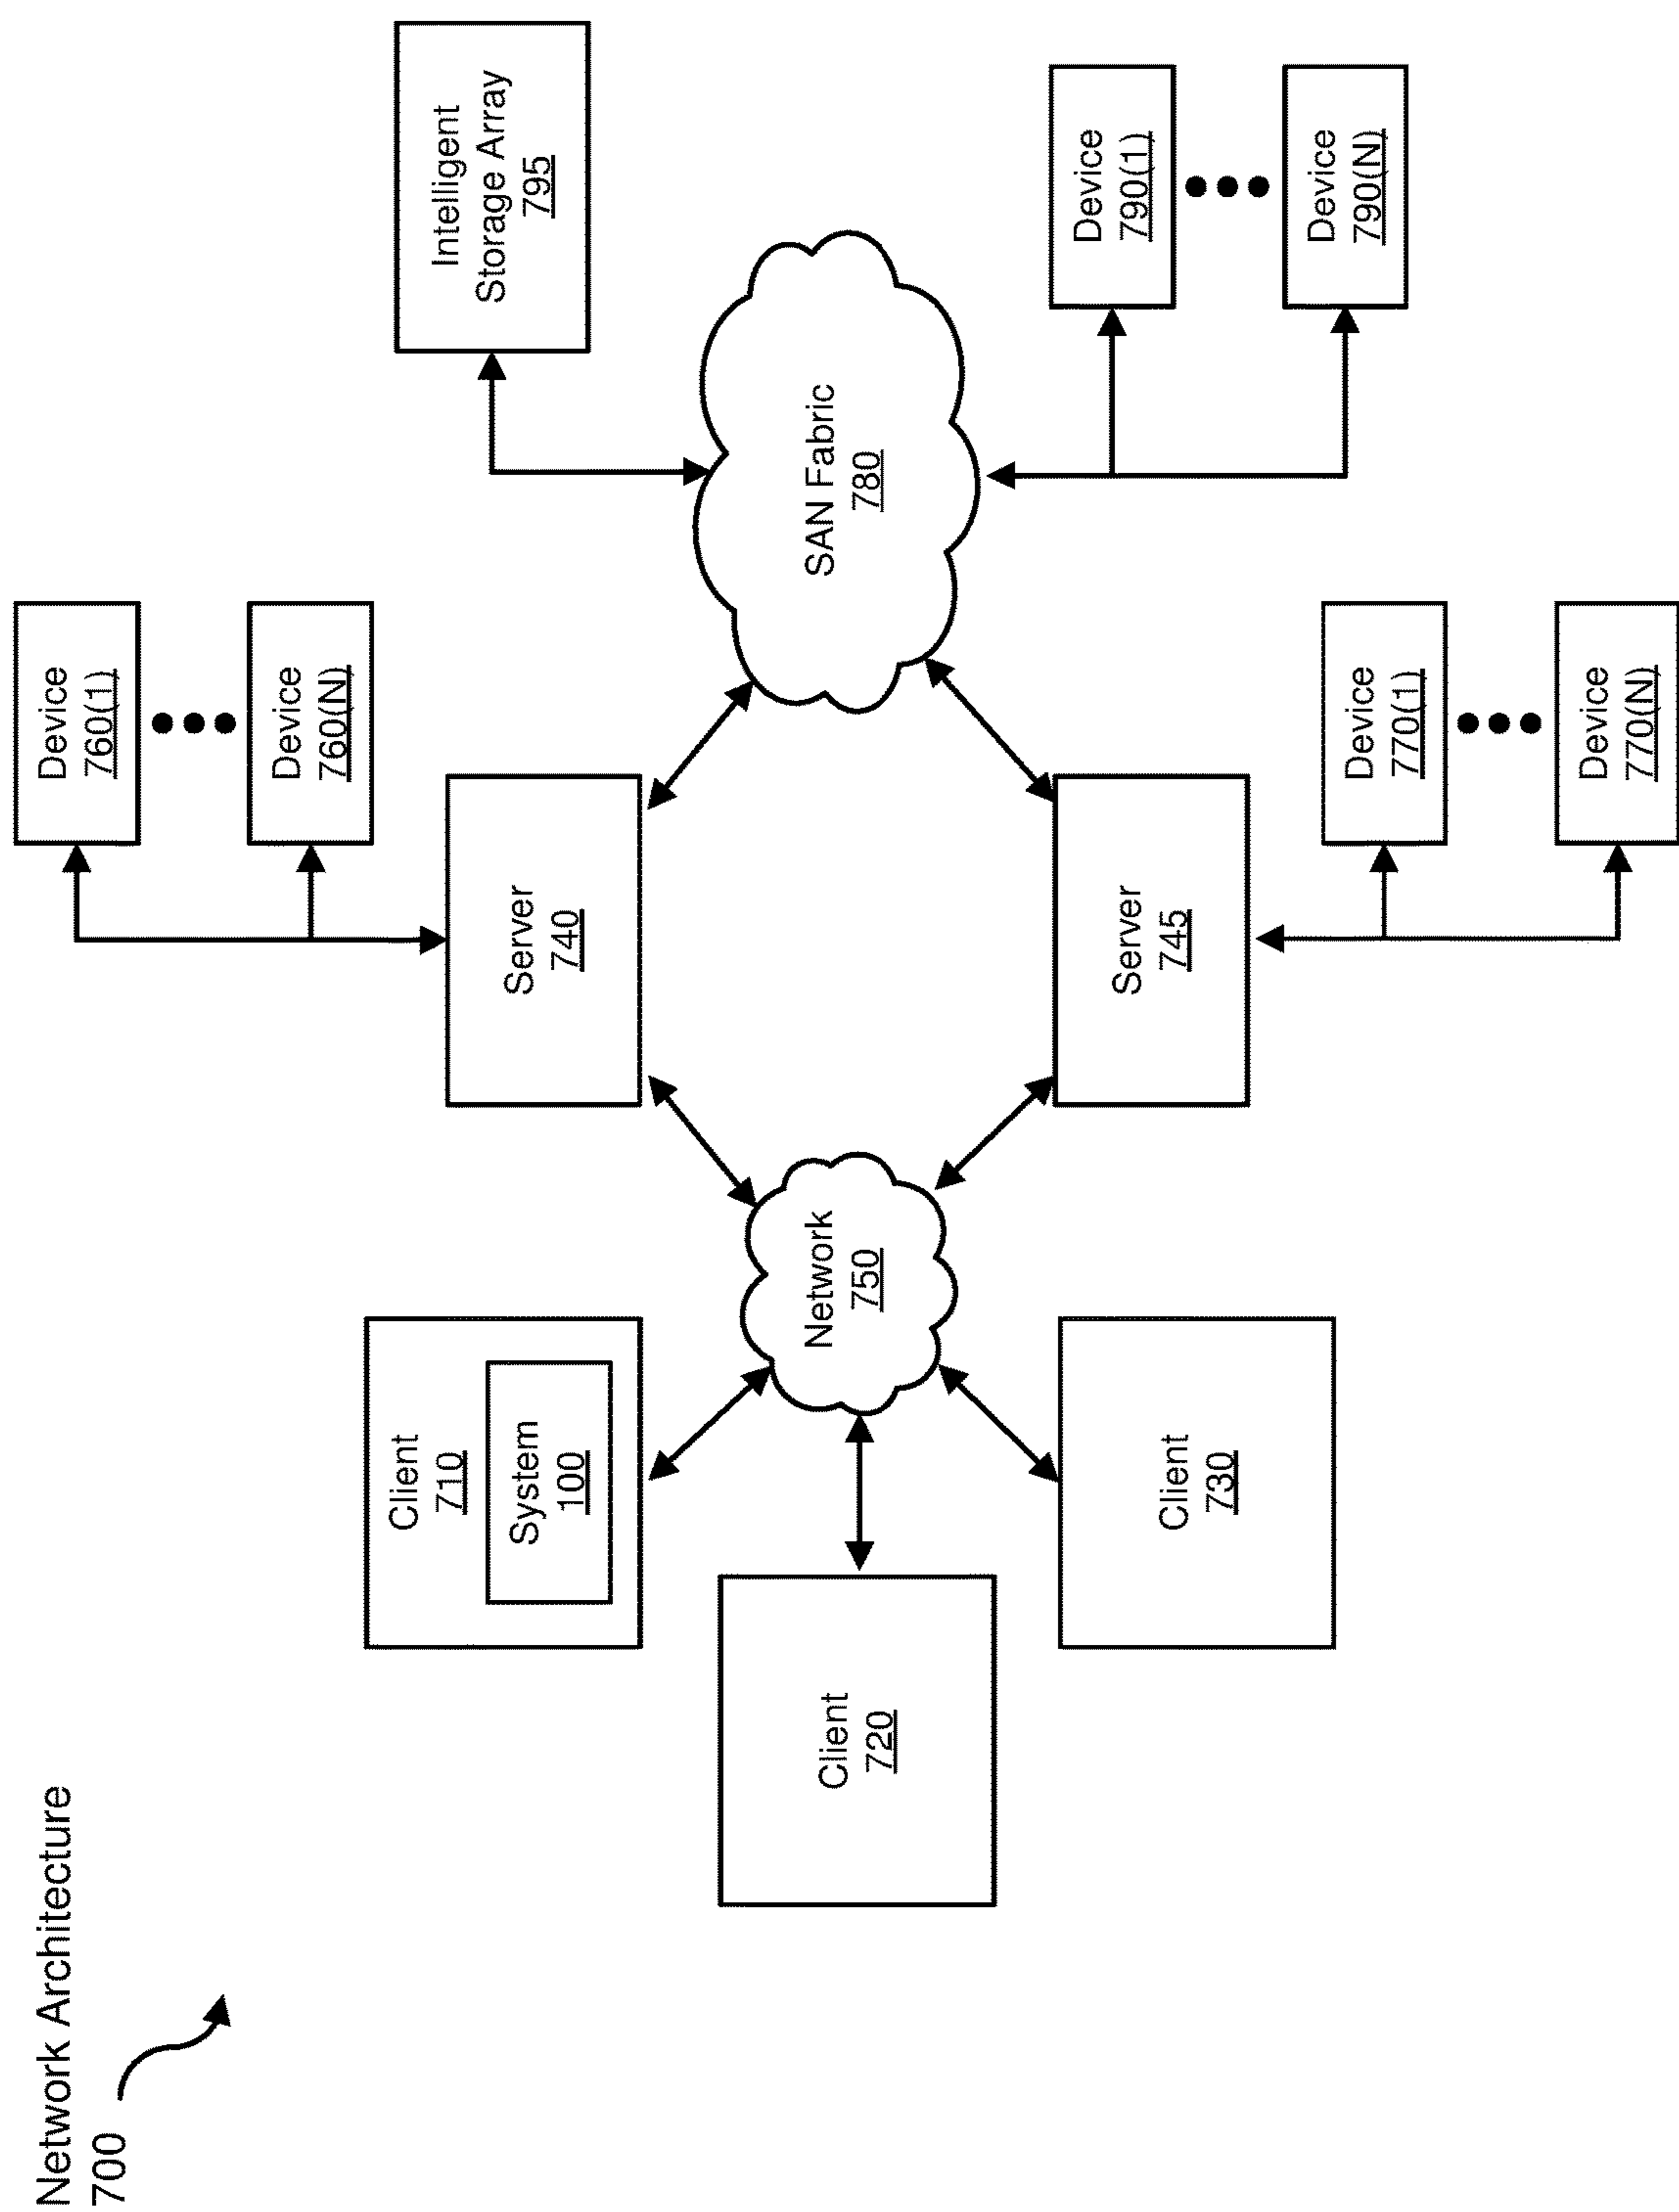 Network Architecture
700
Client
710
System
100
Client
720
Client
730
Network
750
Device
760(1)
Device
760(N)
Server
740
Server
745
Device
770(1)
Device
770(N)
SAN Fabric
780
Intelligent
Storage Array
795
Device
790(1)
Device
790(N)